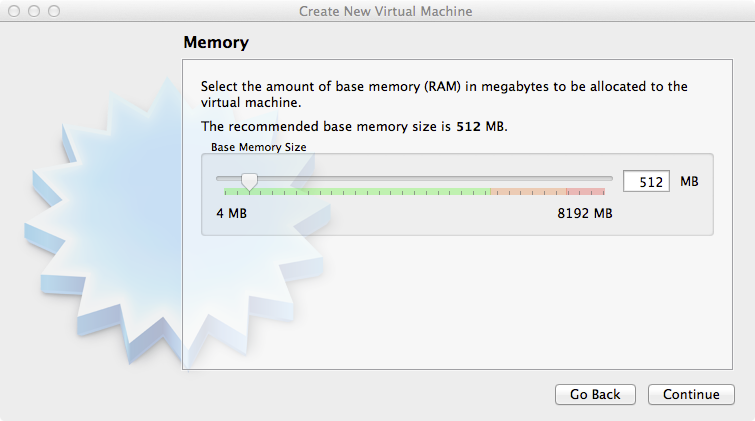 Create New Virtual Machine
Memory
Select the amount of base memory (RAM) in megabytes to be allocated to the
virtual machine.
The recommended base memory size is 512 MB.
Base Memory Size
512 MB
4 MB 8192 MB
Go Back Continue